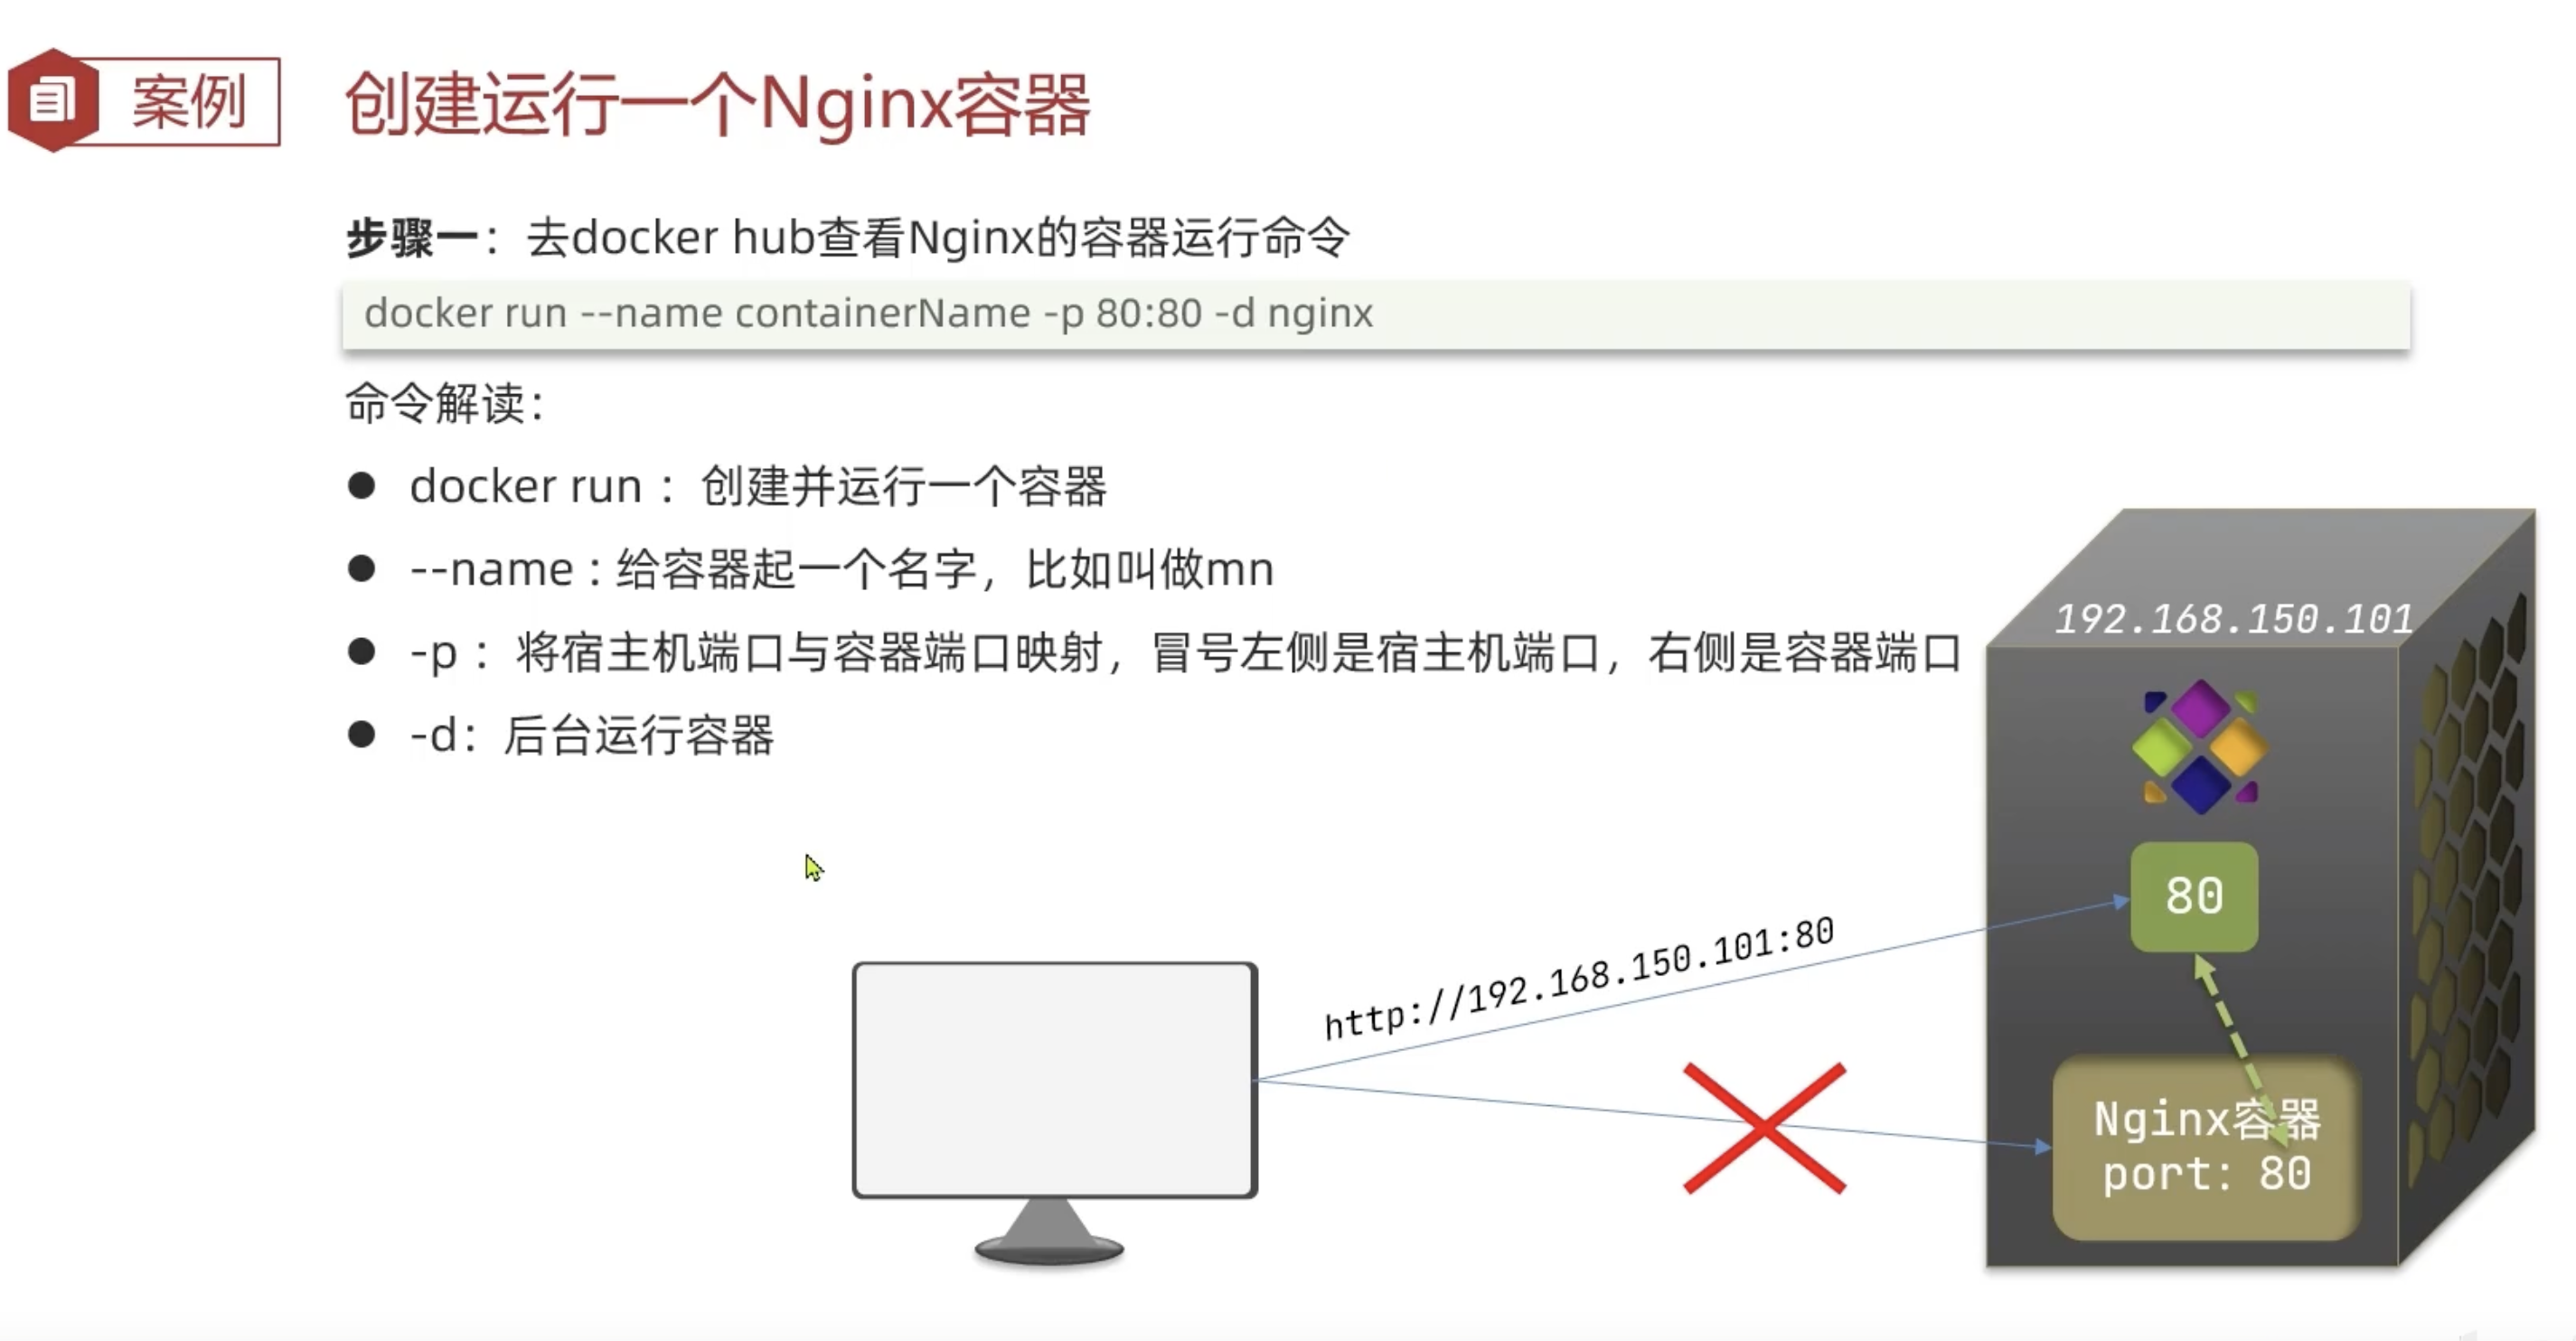 案例
创建运行一个Nginx容器
步骤一：去docker hub查看Nginx的容器运行命令
docker run --name containerName -p 80:80 -d nginx
命令解读：
● docker run ：创建并运行一个容器
● --name : 给容器起一个名字，比如叫做mn
● -p ：将宿主机端口与容器端口映射，冒号左侧是宿主机端口，右侧是容器端口
● -d：后台运行容器
192.168.150.101
80
http://192.168.150.101:80
Nginx容器
port: 80